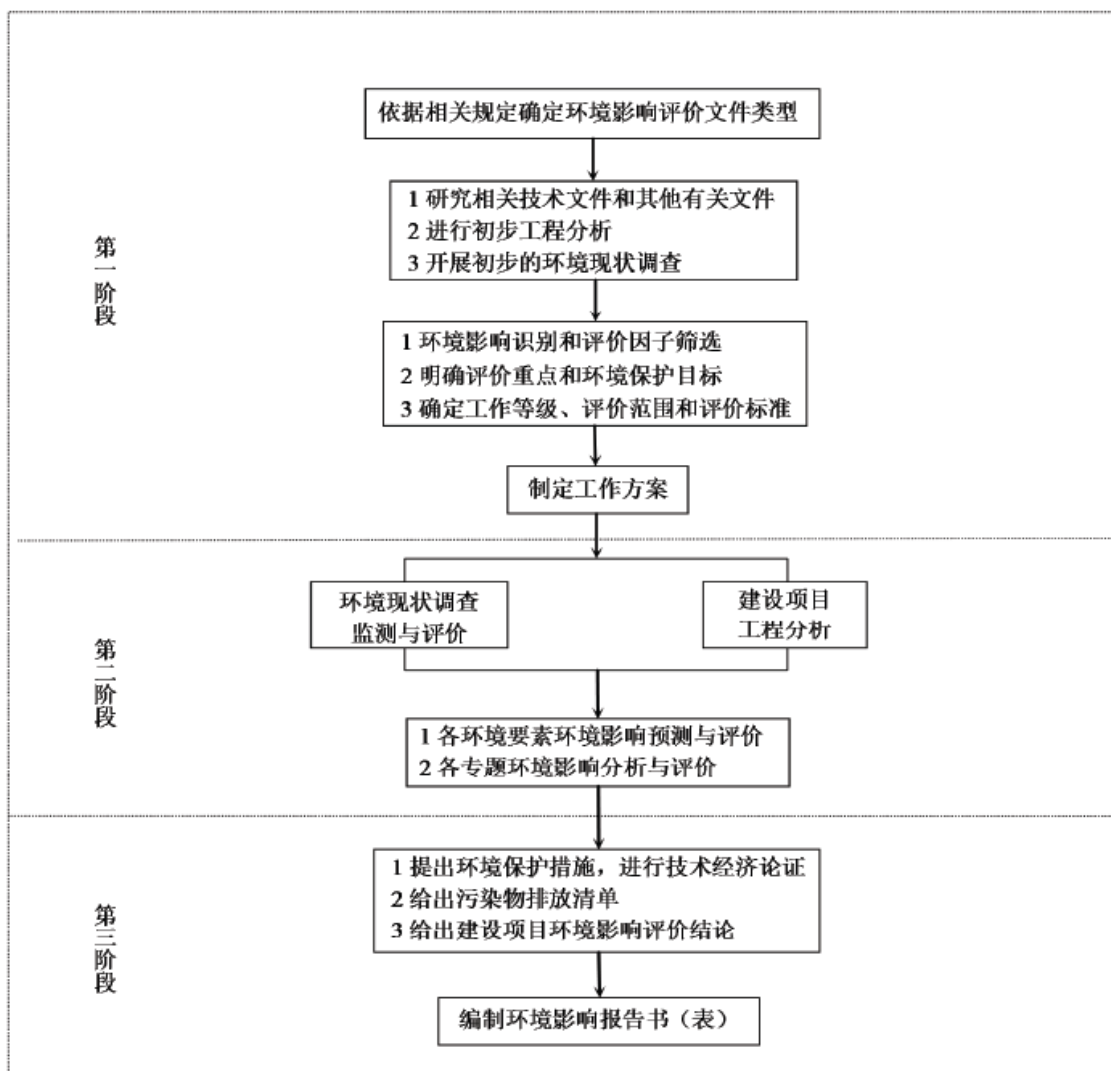 依据相关规定确定环境影响评价文件类型
1 研究相关技术文件和其他有关文件
2 进行初步工程分析
3 开展初步的环境现状调查
第一阶段
1 环境影响识别和评价因子筛选
2 明确评价重点和环境保护目标
3 确定工作等级、评价范围和评价标准
制定工作方案
环境现状调查
监测与评价
建设项目
工程分析
第二阶段
1 各环境要素环境影响预测与评价
2 各专题环境影响分析与评价
1 提出环境保护措施，进行技术经济论证
2 给出污染物排放清单
3 给出建设项目环境影响评价结论
第三阶段
编制环境影响报告书（表）